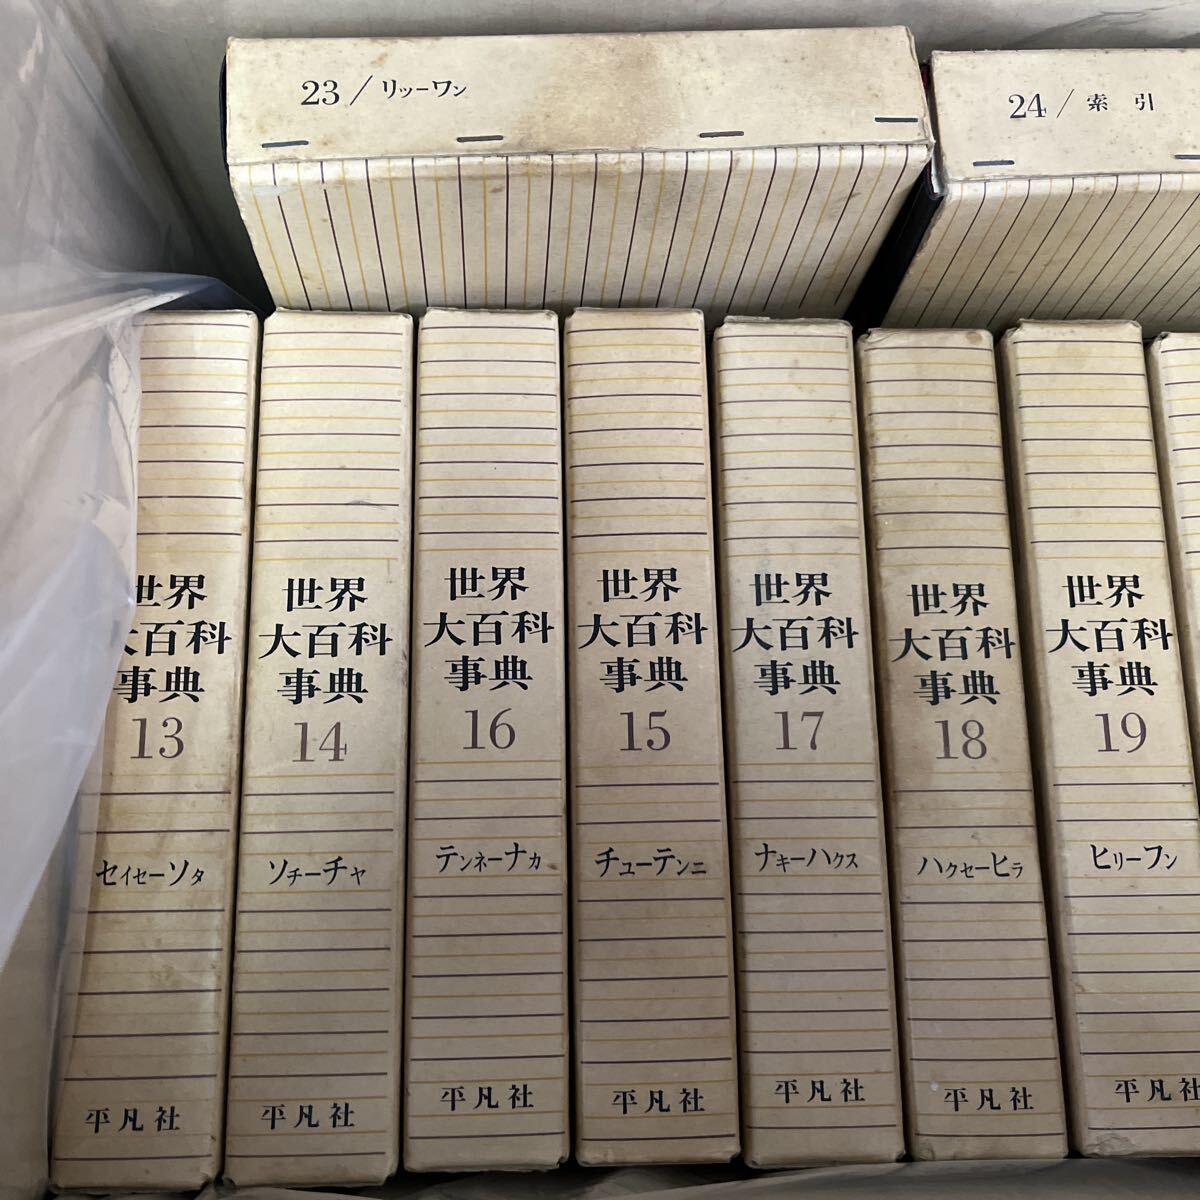 23/リッーワン
24/索引
世界
大百科
事典
13
セイセーソタ
平凡社
世界
大百科
事典
14
ソチーチャ
平凡社
世界
大百科
事典
16
テンネーナカ
平凡社
世界
大百科
事典
15
チューテンニ
平凡社
世界
大百科
事典
17
ナキーハクス
平凡社
世界
大百科
事典
18
ハクセーヒラ
平凡社
世界
大百科
事典
19
ヒリーフン
平凡社